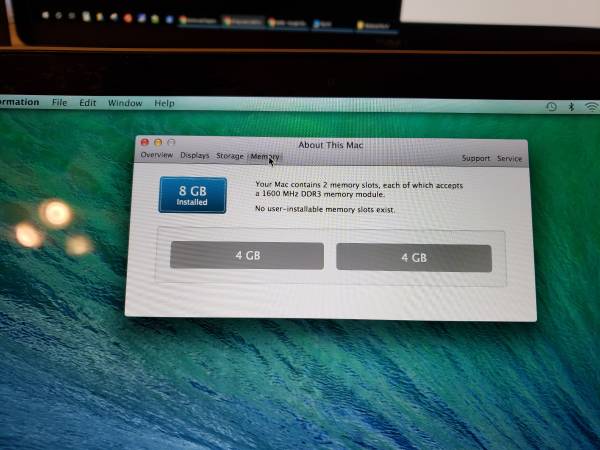 rmation File Edit Window Help
About This Mac
Overview Displays Storage Memory Support Service
8 GB
Installed
Your Mac contains 2 memory slots, each of which accepts
a 1600 MHz DDR3 memory module.
No user-installable memory slots exist.
4 GB 4 GB